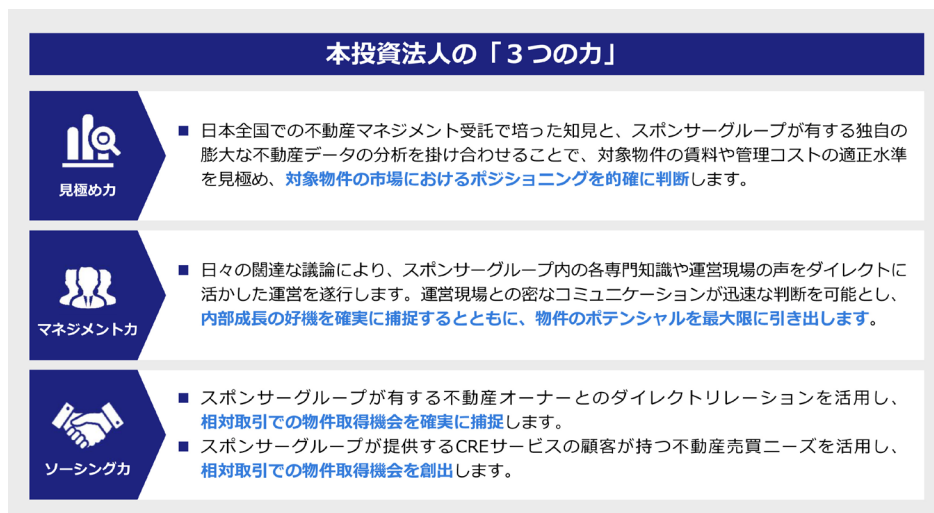 本投資法人の「３つの力」
見極め力
■ 日本全国での不動産マネジメント受託で培った知見と、スポンサーグループが有する独自の
膨大な不動産データの分析を掛け合わせることで、対象物件の賃料や管理コストの適正水準
を見極め、対象物件の市場におけるポジショニングを的確に判断します。
マネジメント力
■ 日々の闊達な議論により、スポンサーグループ内の各専門知識や運営現場の声をダイレクトに
活かした運営を遂行します。運営現場との密なコミュニケーションが迅速な判断を可能とし、
内部成長の好機を確実に捕捉するとともに、物件のポテンシャルを最大限に引き出します。
ソーシング力
■ スポンサーグループが有する不動産オーナーとのダイレクトリレーションを活用し、
相対取引での物件取得機会を確実に捕捉します。
■ スポンサーグループが提供するCREサービスの顧客が持つ不動産売買ニーズを活用し、
相対取引での物件取得機会を創出します。